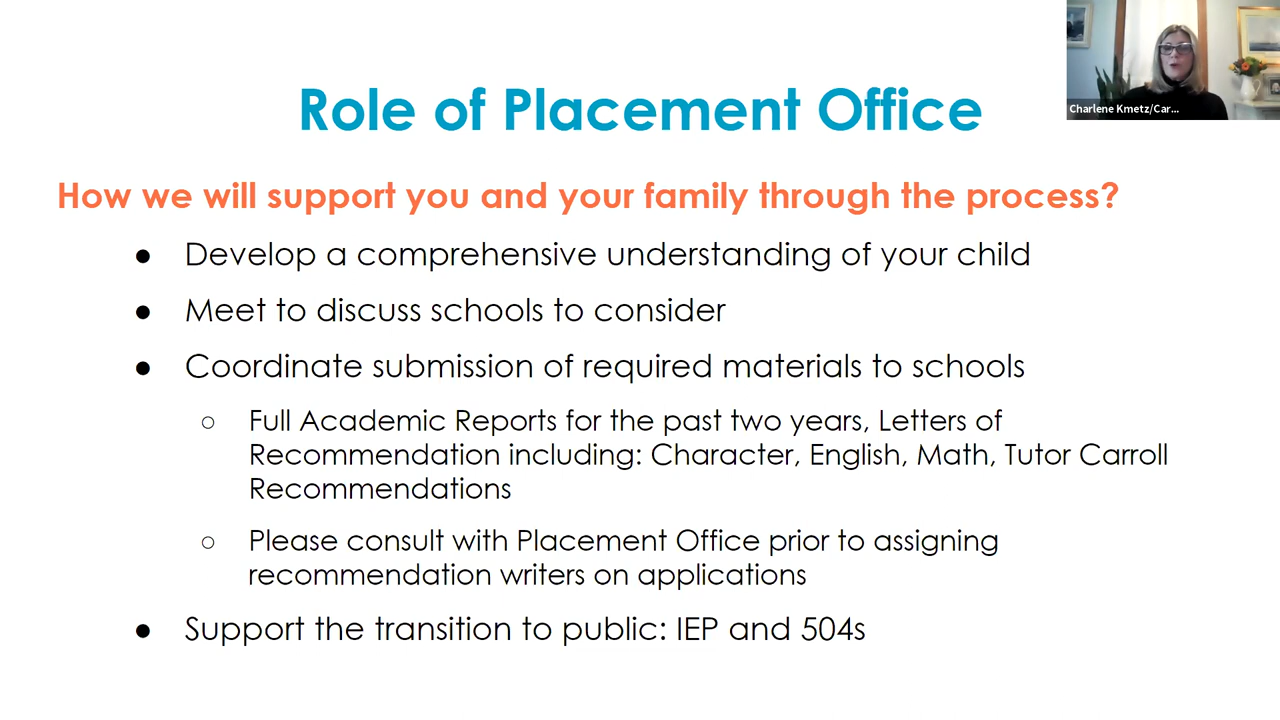 Role of Placement Office
Charlene Kmetz/Car...
How we will support you and your family through the process?
● Develop a comprehensive understanding of your child
● Meet to discuss schools to consider
● Coordinate submission of required materials to schools
○ Full Academic Reports for the past two years, Letters of
Recommendation including: Character, English, Math, Tutor Carroll
Recommendations
○ Please consult with Placement Office prior to assigning
recommendation writers on applications
● Support the transition to public: IEP and 504s